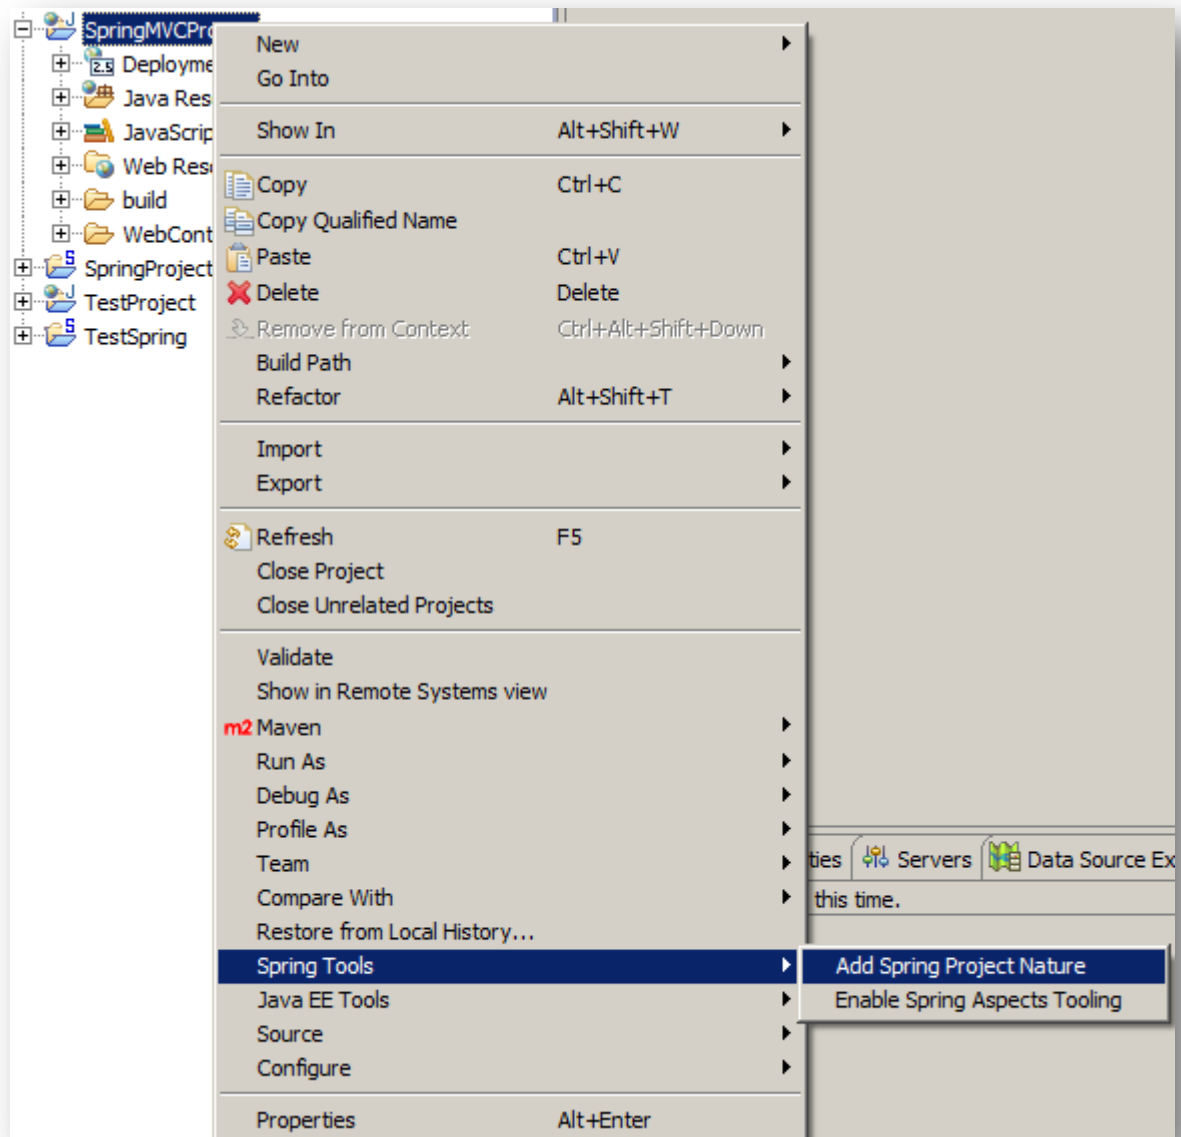 SpringMVCPro
Deployme
Java Res
JavaScrip
Web Res
build
WebCont
SpringProject
TestProject
TestSpring
New
Go Into
Show In Alt+Shift+W
Copy Ctrl+C
Copy Qualified Name
Paste Ctrl+V
Delete Delete
Remove from Context Ctrl+Alt+Shift+Down
Build Path
Refactor Alt+Shift+T
Import
Export
Refresh F5
Close Project
Close Unrelated Projects
Validate
Show in Remote Systems view
m2 Maven
Run As
Debug As
Profile As
Team
Compare With
Restore from Local History...
Spring Tools
Java EE Tools
Source
Configure
Properties Alt+Enter
ties Servers Data Source Ex
this time.
Add Spring Project Nature
Enable Spring Aspects Tooling